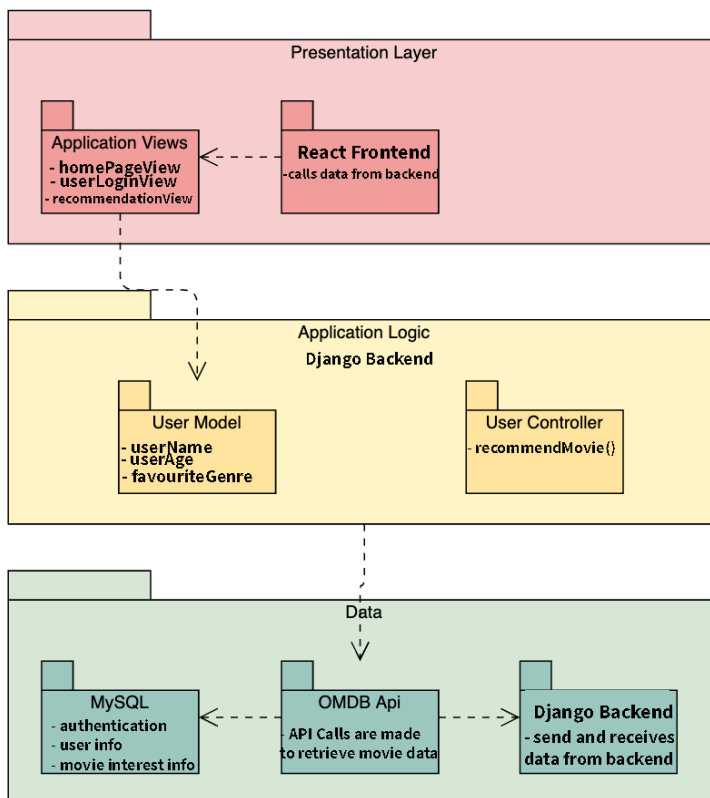 Presentation Layer
Application Views
- homePageView
- userLoginView
- recommendationView
React Frontend
-calls data from backend
Application Logic
Django Backend
User Model
- userName
- userAge
- favouriteGenre
User Controller
- recommendMovie()
Data
MySQL
- authentication
- user info
- movie interest info
OMDB Api
- API Calls are made
to retrieve movie data
Django Backend
- send and receives
data from backend